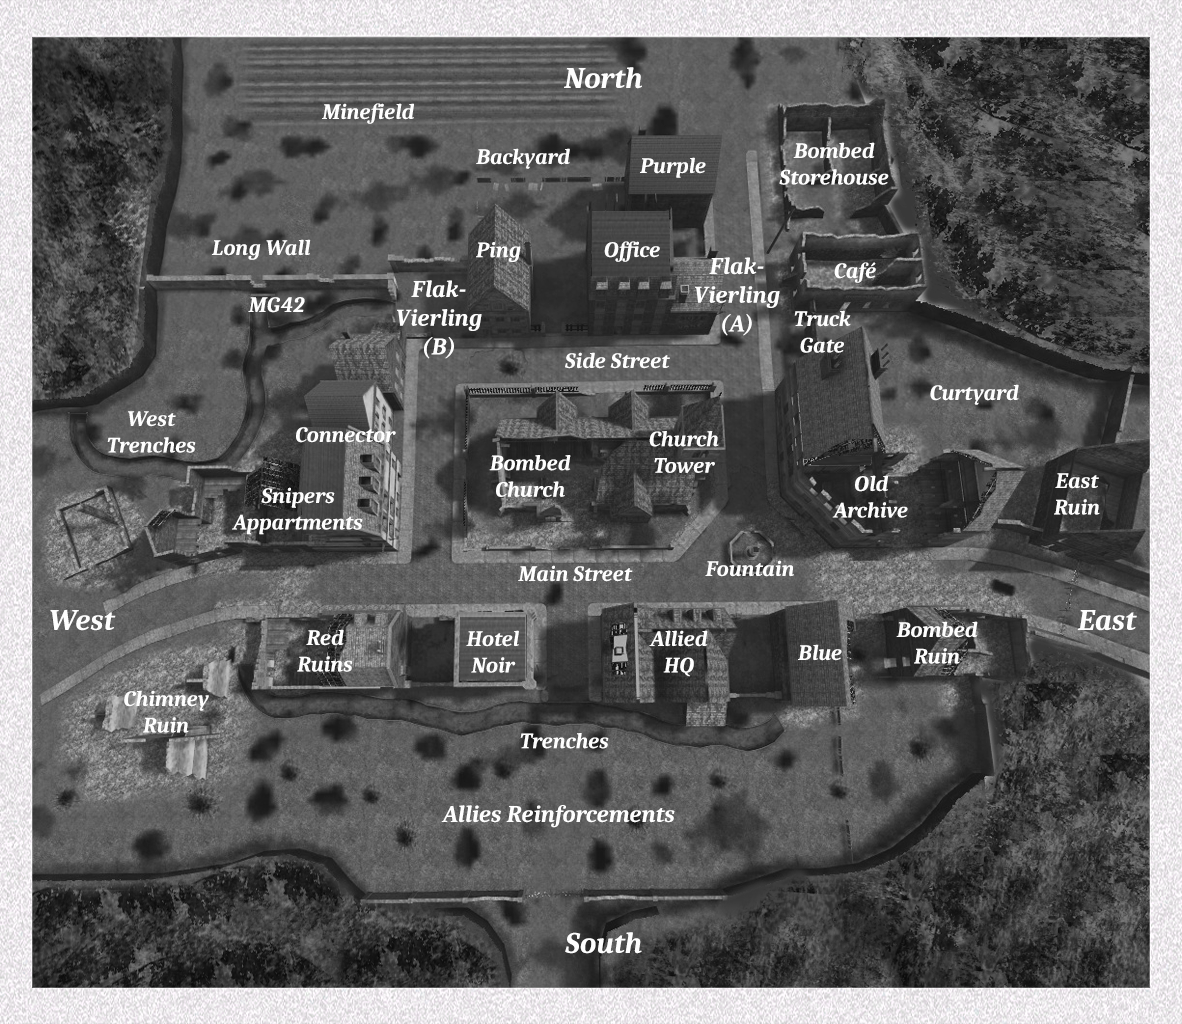 North
Minefield
Backyard
Purple
Bombed
Storehouse
Long Wall
Ping
Office
Flak-
Vierling
(A)
Café
MG42
Flak-
Vierling
(B)
Truck
Gate
Side Street
Curtyard
West
Trenches
Connector
Church
Tower
Bombed
Church
Snipers
Appartments
Old
Archive
East
Ruin
Main Street
Fountain
West
East
Red
Ruins
Hotel
Noir
Allied
HQ
Blue
Bombed
Ruin
Chimney
Ruin
Trenches
Allies Reinforcements
South